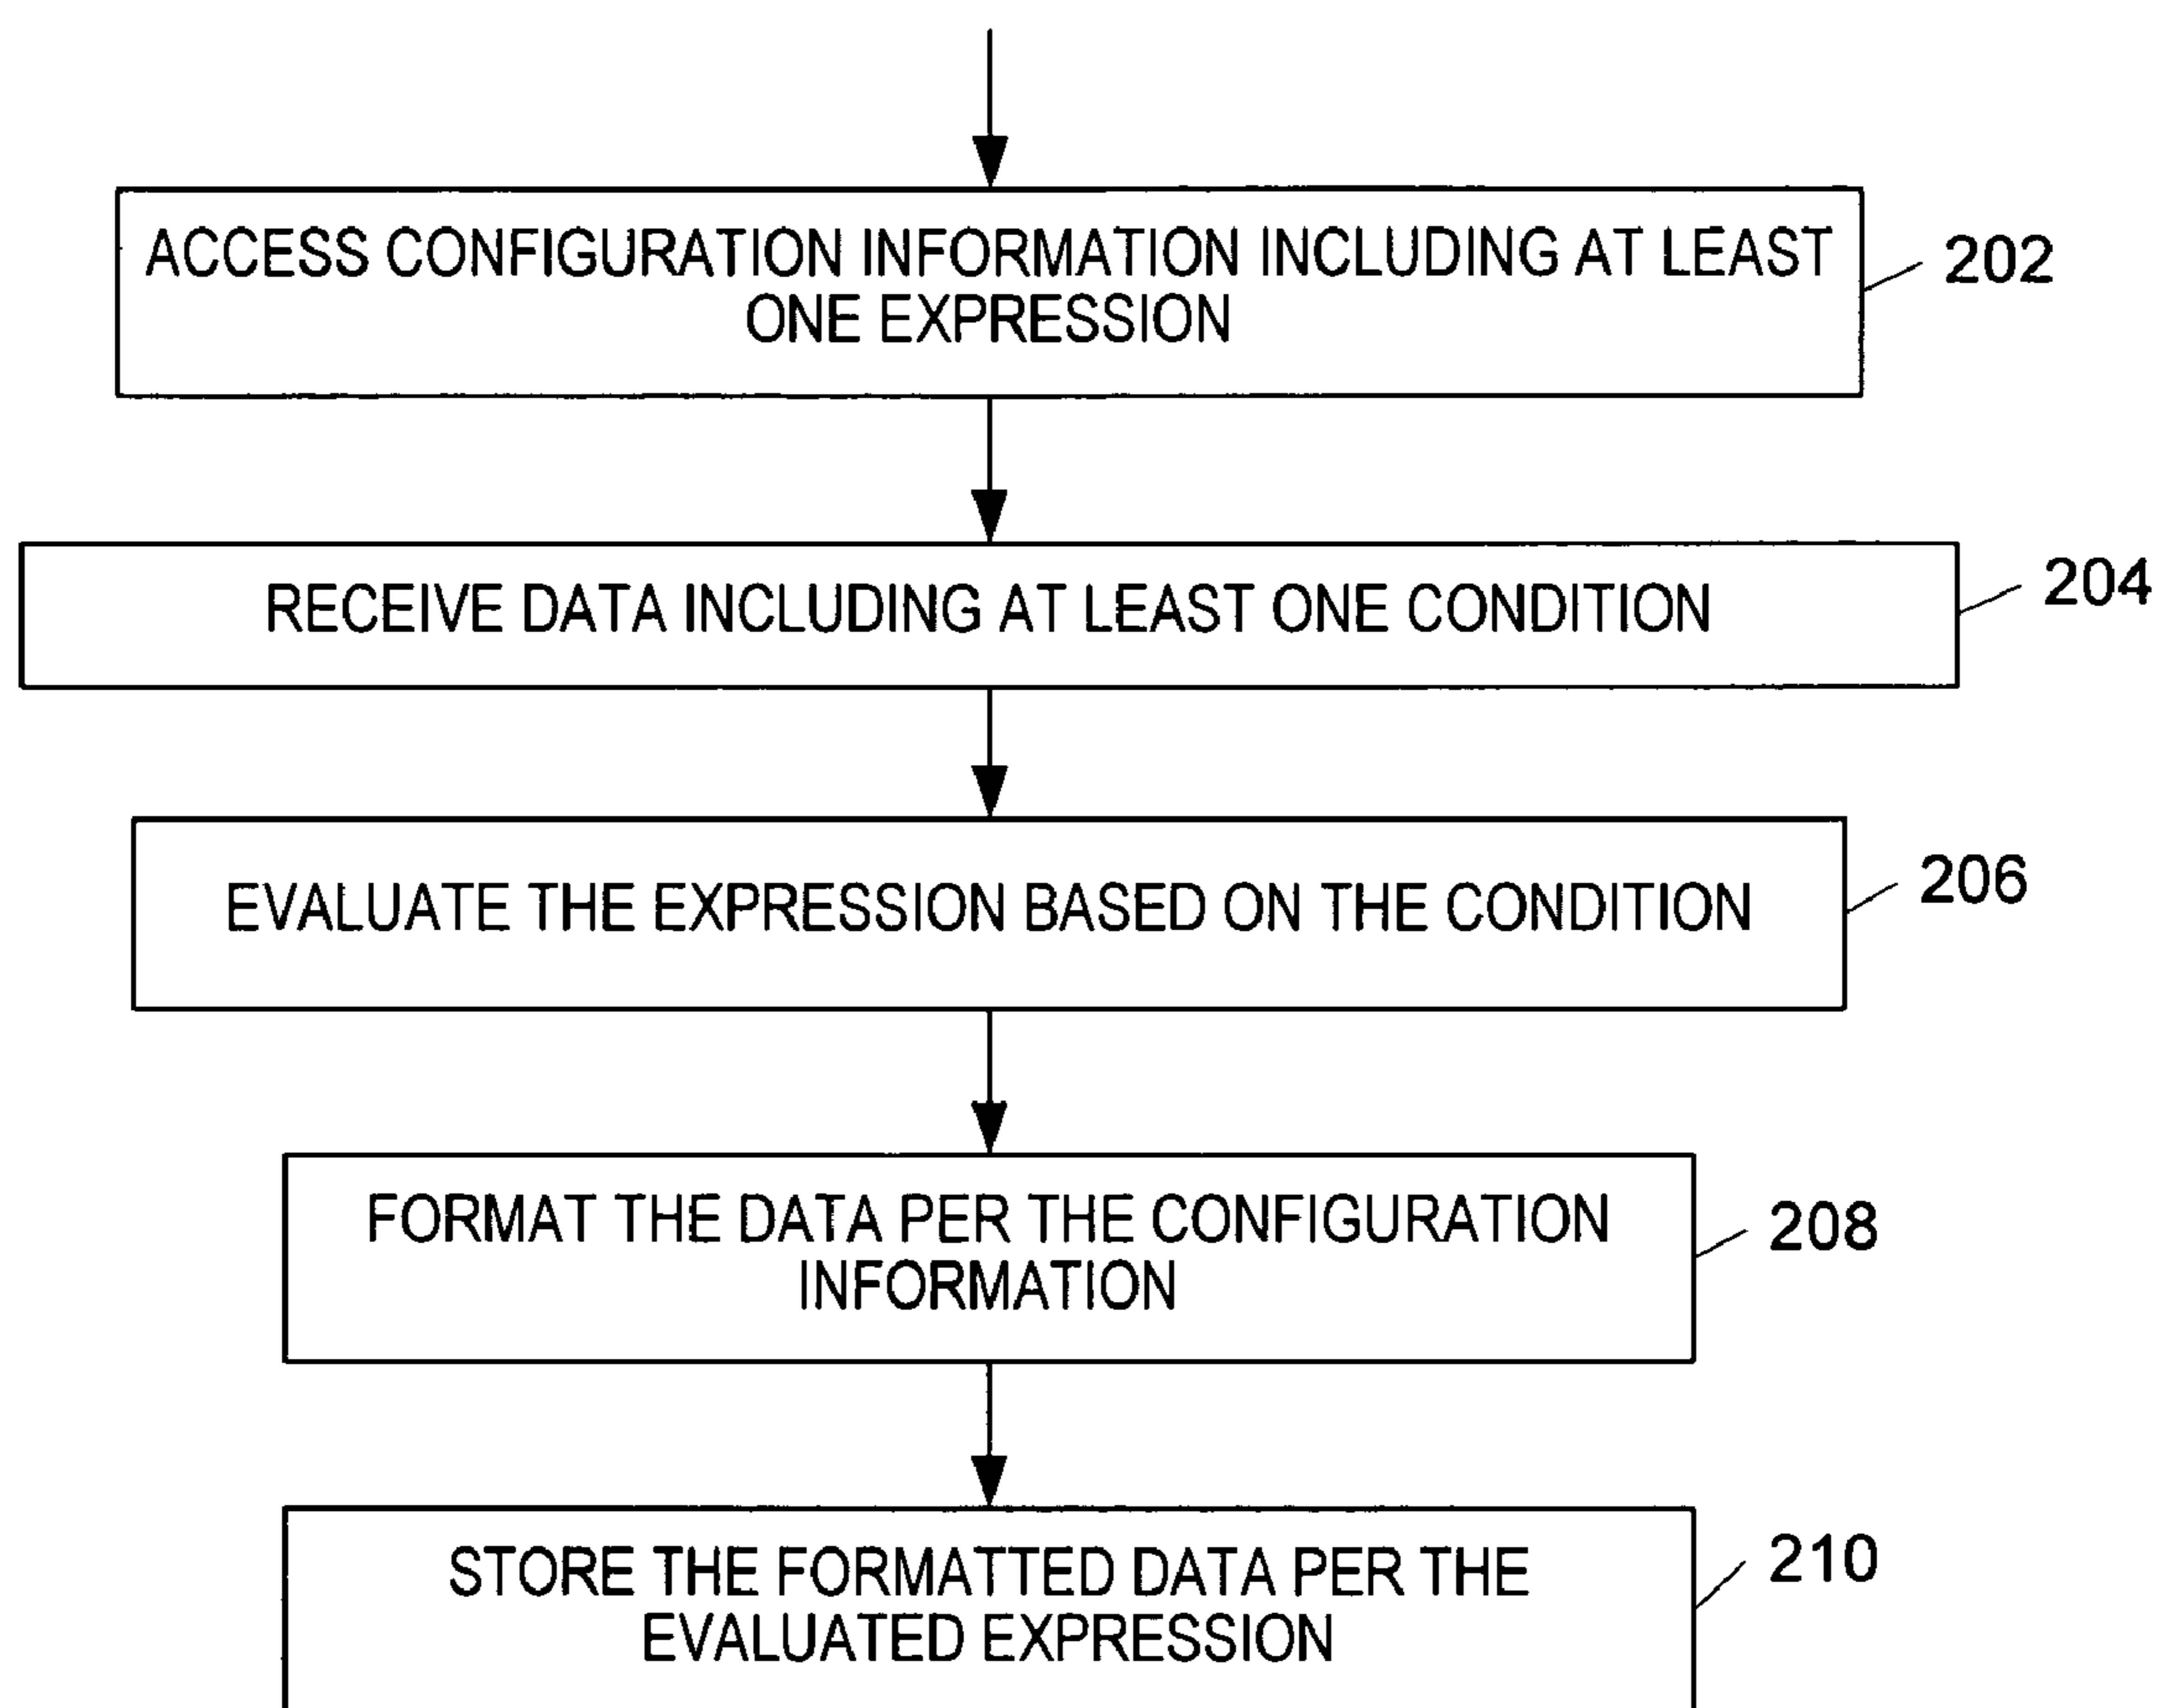 ACCESS CONFIGURATION INFORMATION INCLUDING AT LEAST
ONE EXPRESSION
202
RECEIVE DATA INCLUDING AT LEAST ONE CONDITION
204
EVALUATE THE EXPRESSION BASED ON THE CONDITION
206
FORMAT THE DATA PER THE CONFIGURATION
INFORMATION
208
STORE THE FORMATTED DATA PER THE
EVALUATED EXPRESSION
210